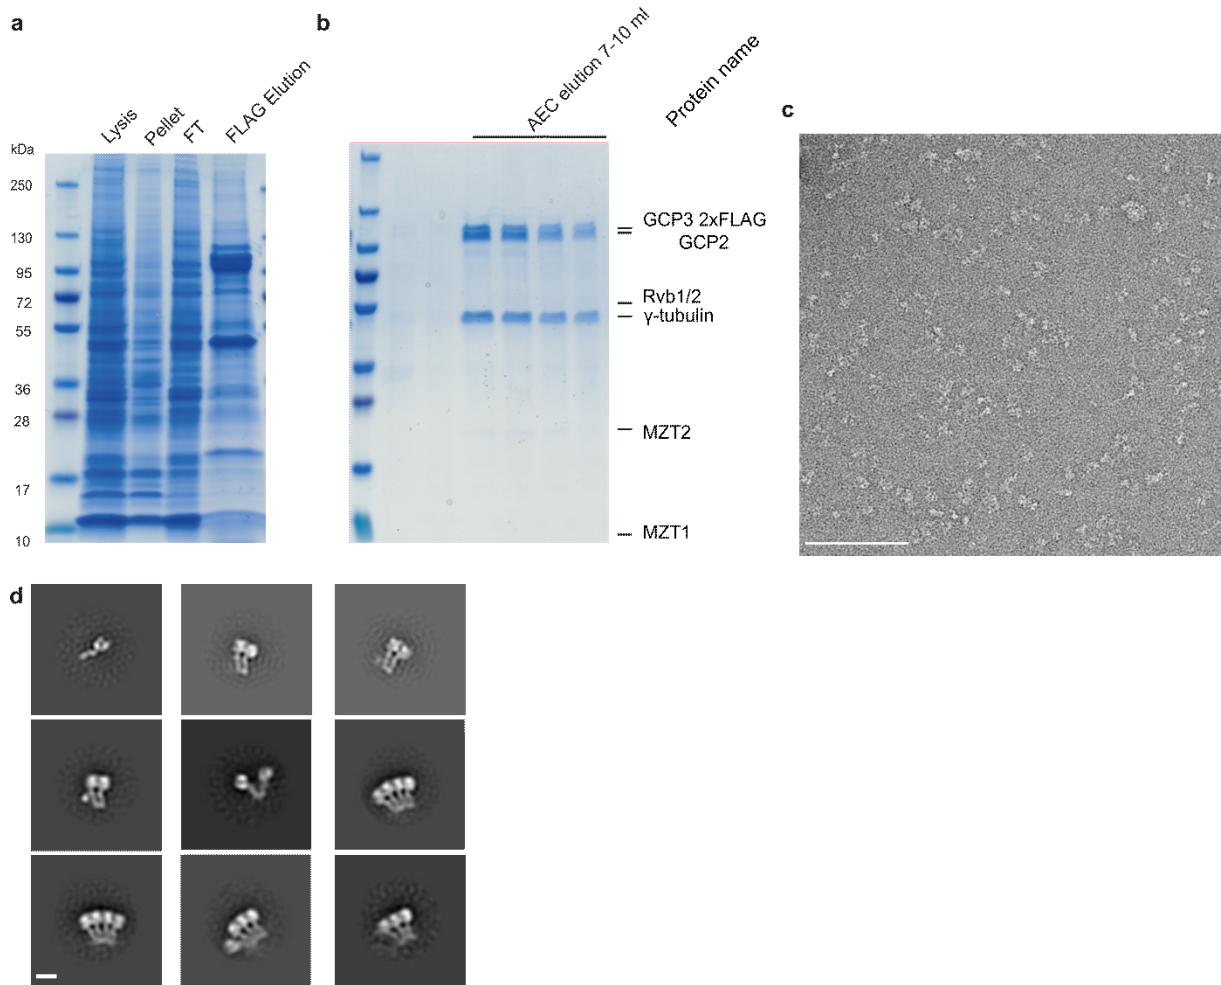 a
b
Lysis
Pellet
FT
FLAG Elution
AEC elution 7-10 ml
Protein name
c
kDa
250
130
95
72
55
36
28
17
10
GCP3 2xFLAG
GCP2
Rvb1/2
γ-tubulin
MZT2
MZT1
d